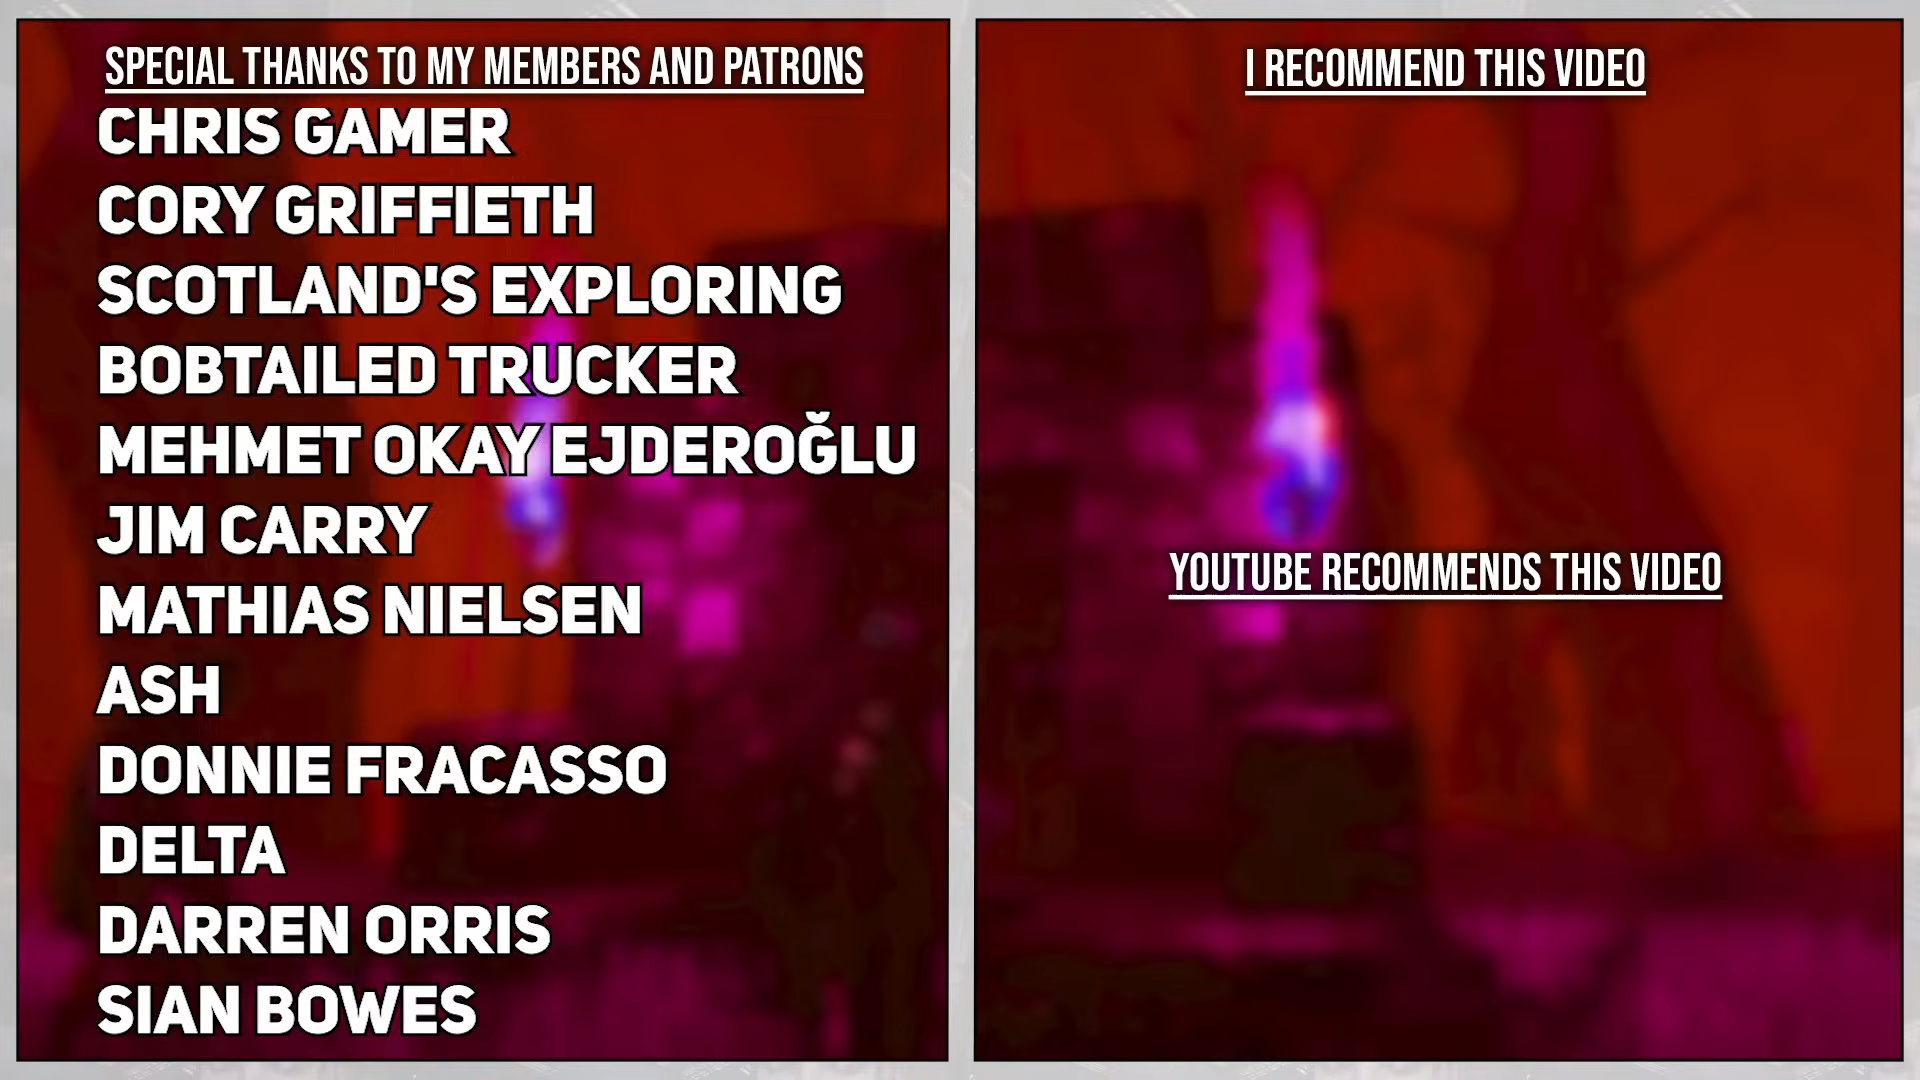 SPECIAL THANKS TO MY MEMBERS AND PATRONS
CHRIS GAMER
CORY GRIFFIETH
SCOTLAND'S EXPLORING
BOBTAILED TRUCKER
MEHMET OKAY EJDEROĞLU
JIM CARRY
MATHIAS NIELSEN
ASH
DONNIE FRACASSO
DELTA
DARREN ORRIS
SIAN BOWES
I RECOMMEND THIS VIDEO
YOUTUBE RECOMMENDS THIS VIDEO